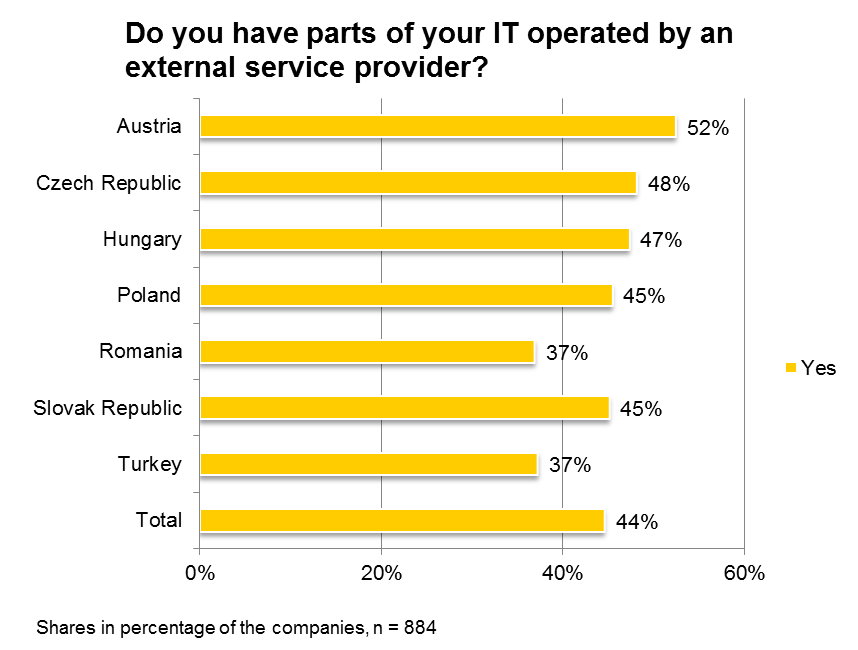 Do you have parts of your IT operated by an
external service provider?
Austria 52%
Czech Republic 48%
Hungary 47%
Poland 45%
Romania 37%
Slovak Republic 45%
Turkey 37%
Total 44%
Yes
0% 20% 40% 60%
Shares in percentage of the companies, n = 884